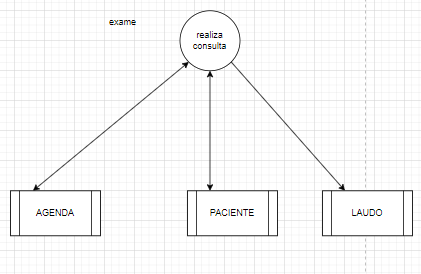 exame
realiza
consulta
AGENDA
PACIENTE
LAUDO